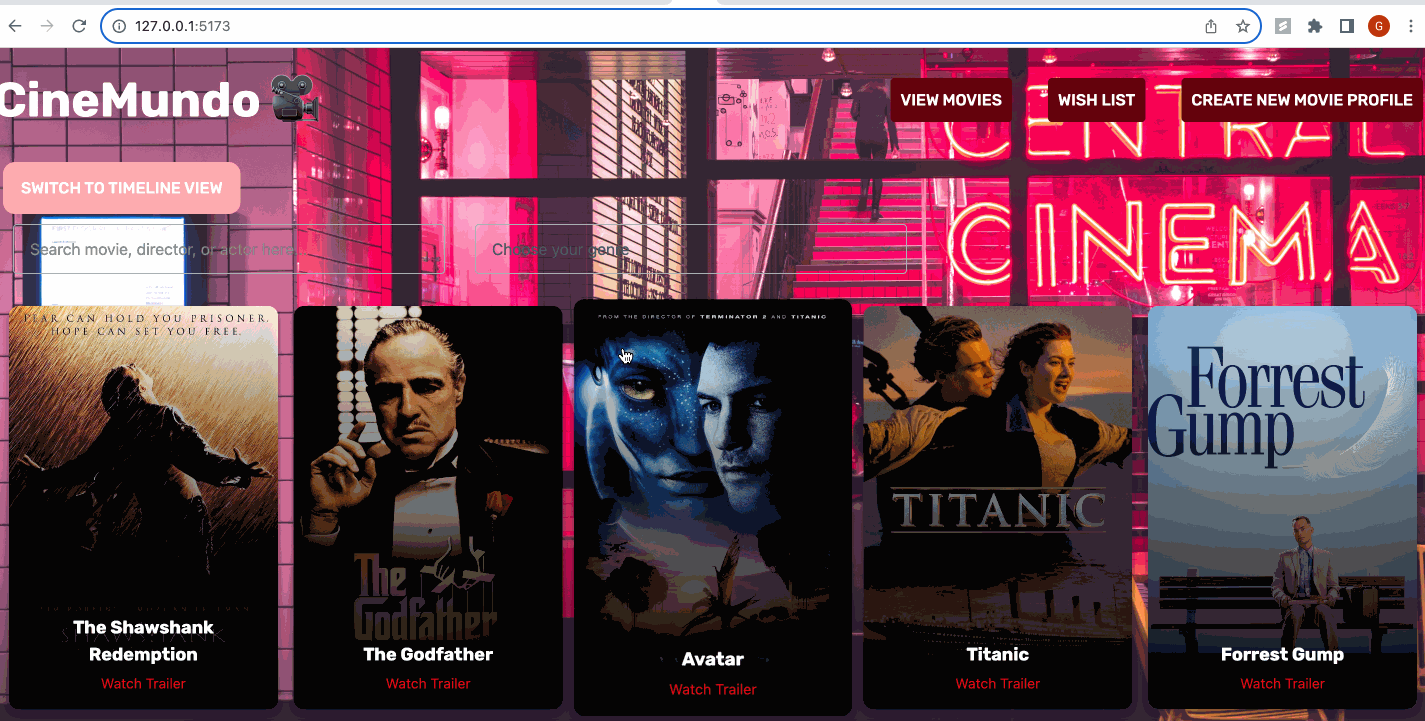 127.0.0.1:5173
G
CineMundo
VIEW MOVIES
WISH LIST
CREATE NEW MOVIE PROFILE
CENTRAL
SWITCH TO TIMELINE VIEW
CINEMA
Search movie, director, or actor here...
Choose your genre
FEAR CAN HOLD YOU PRISONER.
HOPE CAN SET YOU FREE.
The Shawshank
Redemption
Watch Trailer
The
Godfather
The Godfather
Watch Trailer
FROM THE DIRECTOR OF TERMINATOR 2 AND TITANIC
Avatar
Watch Trailer
TITANIC
Titanic
Watch Trailer
Forrest
Gump
Forrest Gump
Watch Trailer